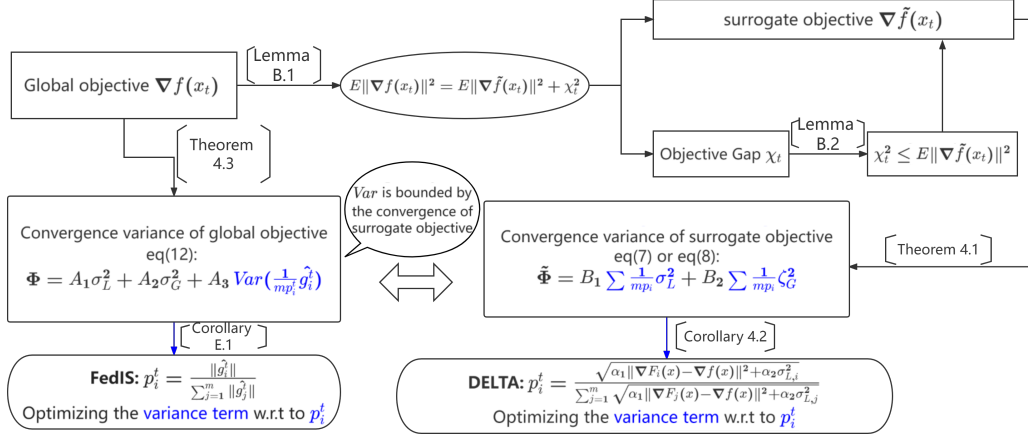 surrogate objective ∇f̃(x_t)
Lemma
B.1
Global objective ∇f(x_t)
E‖∇f(x_t)‖² = E‖∇f̃(x_t)‖² + χ_t²
Lemma
B.2
Objective Gap χ_t
χ_t² ≤ E‖∇f̃(x_t)‖²
Theorem
4.3
Var is bounded by
the convergence of
surrogate objective
Convergence variance of global objective
eq(12):
Φ = A₁σ_L² + A₂σ_G² + A₃ Var(1/(mp_i^t) ĝ_i^t)
Convergence variance of surrogate objective
eq(7) or eq(8):
Φ̃ = B₁ ∑ 1/(mp_i) σ_L² + B₂ ∑ 1/(mp_i) ζ_G²
Theorem 4.1
Corollary
E.1
Corollary 4.2
FedIS: p_i^t = ‖ĝ_i^t‖ / ∑_{j=1}^m ‖ĝ_j^t‖
Optimizing the variance term w.r.t to p_i^t
DELTA: p_i^t = √(α₁‖∇F_i(x)−∇f(x)‖²+α₂σ_{L,i}²) / ∑_{j=1}^m √(α₁‖∇F_j(x)−∇f(x)‖²+α₂σ_{L,j}²)
Optimizing the variance term w.r.t to p_i^t